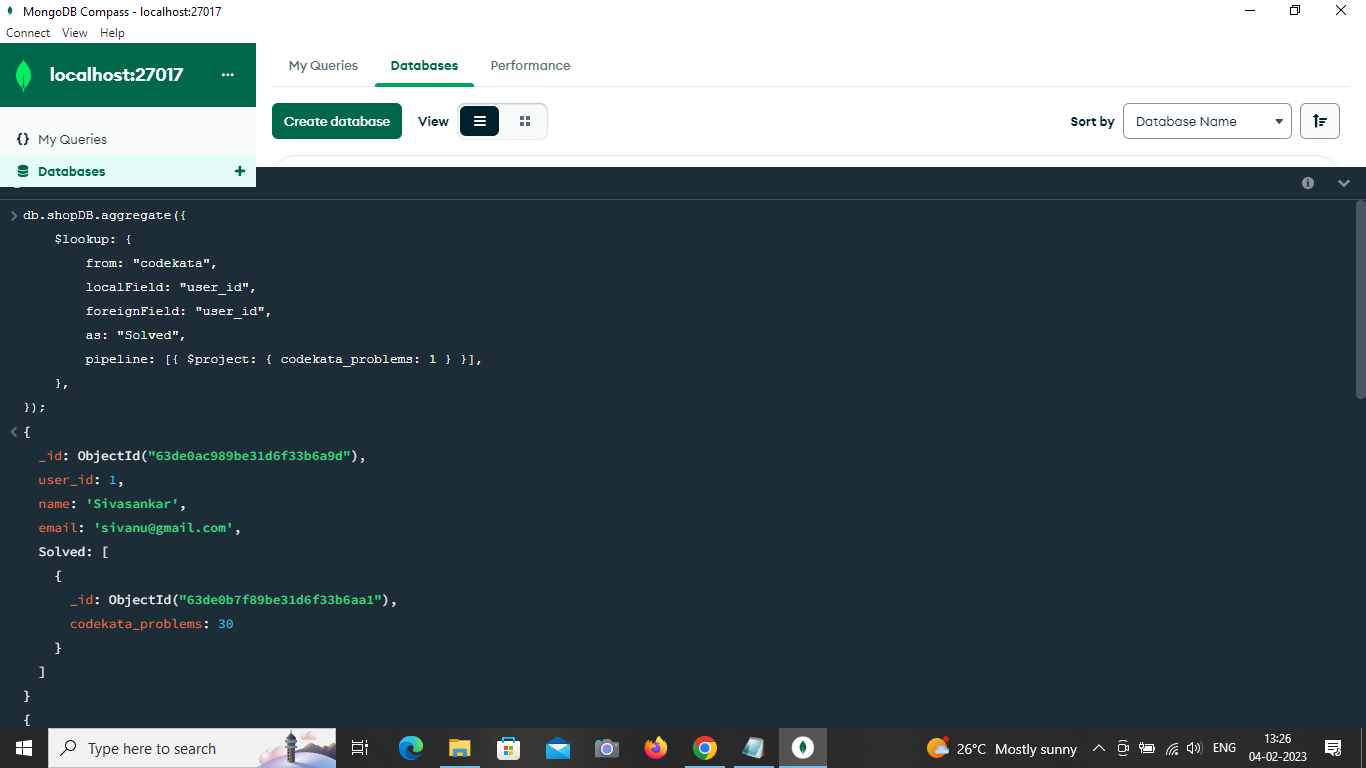 MongoDB Compass - localhost:27017
Connect View Help
localhost:27017 ...
My Queries Databases Performance
Create database View Sort by Database Name
{} My Queries
Databases +
> db.shopDB.aggregate({
$lookup: {
from: "codekata",
localField: "user_id",
foreignField: "user_id",
as: "Solved",
pipeline: [{ $project: { codekata_problems: 1 } }],
},
});
< {
_id: ObjectId("63de0ac989be31d6f33b6a9d"),
user_id: 1,
name: 'Sivasankar',
email: 'sivanu@gmail.com',
Solved: [
{
_id: ObjectId("63de0b7f89be31d6f33b6aa1"),
codekata_problems: 30
}
]
}
{
Type here to search
26°C Mostly sunny
ENG
13:26
04-02-2023